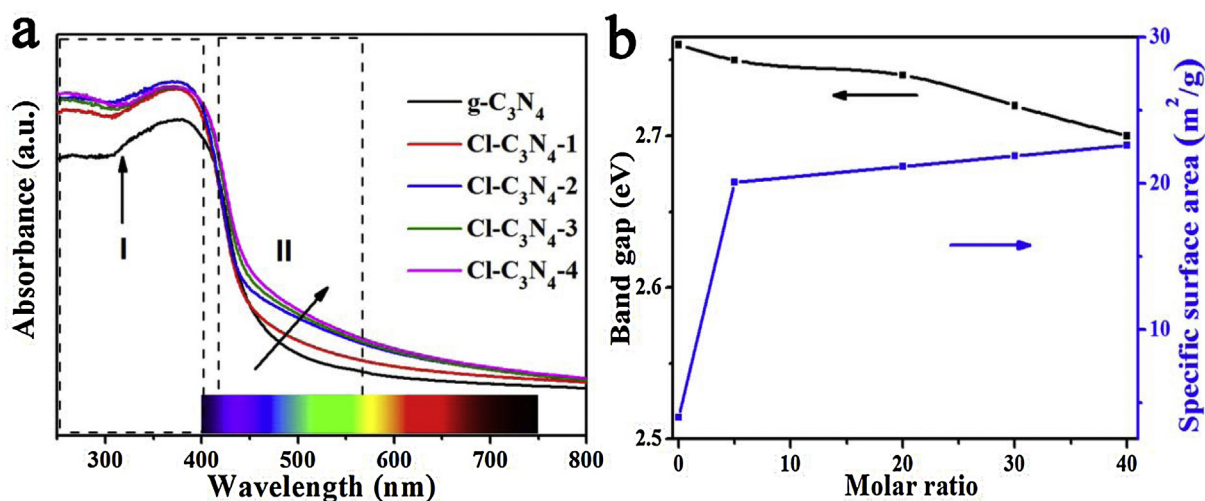 a
Absorbance (a.u.)
I
II
g-C₃N₄
Cl-C₃N₄-1
Cl-C₃N₄-2
Cl-C₃N₄-3
Cl-C₃N₄-4
300 400 500 600 700 800
Wavelength (nm)
b
Band gap (eV)
2.7
2.6
2.5
0 10 20 30 40
Molar ratio
30
20
10
Specific surface area (m²/g)